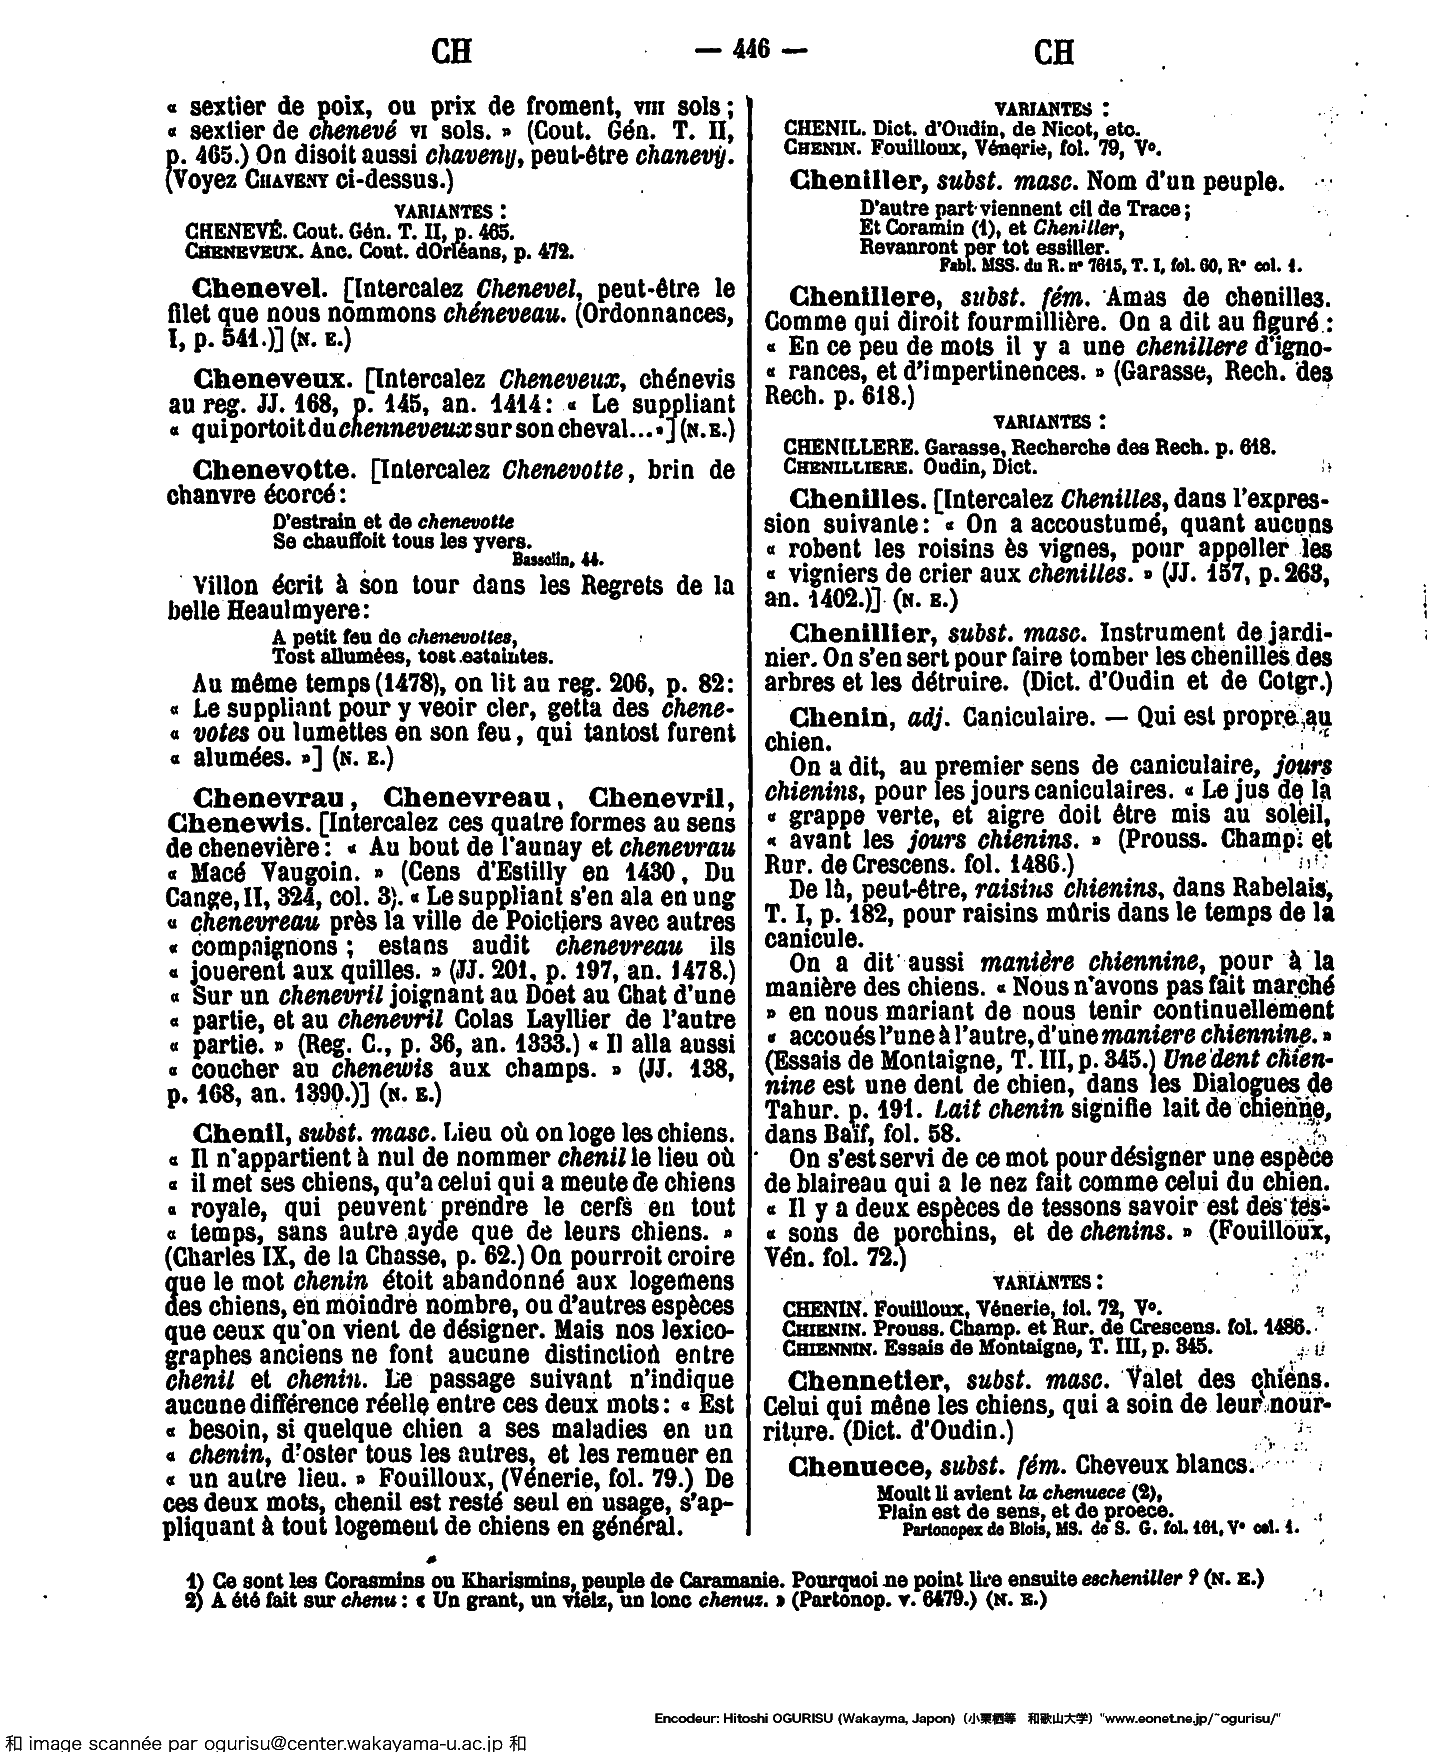 CH
— 446 —
CH
« sextier de poix, ou prix de froment, VIII sols ;
« sextier de chenevé VI sols. » (Cout. Gén. T. II,
p. 465.) On disoit aussi chaveny, peut-être chanevy.
(Voyez CHAVENY ci-dessus.)
VARIANTES :
CHENEVÉ. Cout. Gén. T. II, p. 465.
CHENEVEUX. Anc. Cout. dOrléans, p. 472.
Chenevel. [Intercalez Chenevel, peut-être le
filet que nous nommons chéneveau. (Ordonnances,
I, p. 541.)] (N. E.)
Cheneveux. [Intercalez Cheneveux, chénevis
au reg. JJ. 168, p. 145, an. 1414 : « Le suppliant
« qui portoit du chenneveux sur son cheval... »] (N. E.)
Chenevotte. [Intercalez Chenevotte, brin de
chanvre écorcé :
D'estrain et de chenevotte
Se chauffoit tous les yvers.
Basselin, 44.
Villon écrit à son tour dans les Regrets de la
belle Heaulmyere :
A petit feu de chenevottes,
Tost allumées, tost estaintes.
Au même temps (1478), on lit au reg. 206, p. 82 :
« Le suppliant pour y veoir cler, getta des chene-
« votes ou lumettes en son feu, qui tantost furent
« alumées. »] (N. E.)
Chenevrau, Chenevreau, Chenevril,
Chenewis. [Intercalez ces quatre formes au sens
de chenevière : « Au bout de l'aunay et chenevrau
« Macé Vaugoin. » (Cens d'Estilly en 1430, Du
Cange, II, 324, col. 3). « Le suppliant s'en ala en ung
« chenevreau près la ville de Poictiers avec autres
« compaignons ; estans audit chenevreau ils
« jouerent aux quilles. » (JJ. 201, p. 197, an. 1478.)
« Sur un chenevril joignant au Doet au Chat d'une
« partie, et au chenevril Colas Layllier de l'autre
« partie. » (Reg. C., p. 36, an. 1333.) « Il alla aussi
« coucher au chenewis aux champs. » (JJ. 138,
p. 168, an. 1390.)] (N. E.)
Chenil, subst. masc. Lieu où on loge les chiens.
« Il n'appartient à nul de nommer chenil le lieu où
« il met ses chiens, qu'a celui qui a meute de chiens
« royale, qui peuvent prendre le cerfs en tout
« temps, sans autre ayde que de leurs chiens. »
(Charles IX, de la Chasse, p. 62.) On pourroit croire
que le mot chenin étoit abandonné aux logemens
des chiens, en moindre nombre, ou d'autres espèces
que ceux qu'on vient de désigner. Mais nos lexico-
graphes anciens ne font aucune distinction entre
chenil et chenin. Le passage suivant n'indique
aucune différence réelle entre ces deux mots : « Est
« besoin, si quelque chien a ses maladies en un
« chenin, d'oster tous les autres, et les remuer en
« un autre lieu. » Fouilloux, (Vénerie, fol. 79.) De
ces deux mots, chenil est resté seul en usage, s'ap-
pliquant à tout logement de chiens en général.
VARIANTES :
CHENIL. Dict. d'Oudin, de Nicot, etc.
CHENIN. Fouilloux, Vénerie, fol. 79, Vº.
Cheniller, subst. masc. Nom d'un peuple.
D'autre part viennent cil de Trace ;
Et Coramin (1), et Cheniller,
Revanront per tot essiller.
Fabl. MSS. du R. nº 7615, T. I, fol. 60, Rº col. 1.
Chenillere, subst. fém. Amas de chenilles.
Comme qui diroit fourmillière. On a dit au figuré :
« En ce peu de mots il y a une chenillere d'igno-
« rances, et d'impertinences. » (Garasse, Rech. des
Rech. p. 618.)
VARIANTES :
CHENILLERE. Garasse, Recherche des Rech. p. 618.
CHENILLIERE. Oudin, Dict.
Chenilles. [Intercalez Chenilles, dans l'expres-
sion suivante : « On a accoustumé, quant aucuns
« robent les roisins ès vignes, pour appeller les
« vigniers de crier aux chenilles. » (JJ. 157, p. 263,
an. 1402.)] (N. E.)
Chenillier, subst. masc. Instrument de jardi-
nier. On s'en sert pour faire tomber les chenilles des
arbres et les détruire. (Dict. d'Oudin et de Cotgr.)
Chenin, adj. Caniculaire. — Qui est propre au
chien.
On a dit, au premier sens de caniculaire, jours
chienins, pour les jours caniculaires. « Le jus de la
« grappe verte, et aigre doit être mis au soleil,
« avant les jours chienins. » (Prouss. Champ. et
Rur. de Crescens. fol. 1486.)
De là, peut-être, raisins chienins, dans Rabelais,
T. I, p. 182, pour raisins mûris dans le temps de la
canicule.
On a dit aussi manière chiennine, pour à la
manière des chiens. « Nous n'avons pas fait marché
» en nous mariant de nous tenir continuellement
« accoués l'une à l'autre, d'une maniere chiennine. »
(Essais de Montaigne, T. III, p. 345.) Une dent chien-
nine est une dent de chien, dans les Dialogues de
Tahur. p. 191. Lait chenin signifie lait de chienne,
dans Baïf, fol. 58.
On s'est servi de ce mot pour désigner une espèce
de blaireau qui a le nez fait comme celui du chien.
« Il y a deux espèces de tessons savoir est des tes-
« sons de porchins, et de chenins. » (Fouilloux,
Vén. fol. 72.)
VARIANTES :
CHENIN. Fouilloux, Vénerie, fol. 72, Vº.
CHIENIN. Prouss. Champ. et Rur. de Crescens. fol. 1486.
CHIENNIN. Essais de Montaigne, T. III, p. 345.
Chennetier, subst. masc. Valet des chiens.
Celui qui mêne les chiens, qui a soin de leur nour-
riture. (Dict. d'Oudin.)
Chenuece, subst. fém. Cheveux blancs.
Moult li avient la chenuece (2),
Plain est de sens, et de proece.
Partonopex de Blois, MS. de S. G. fol. 161, Vº col. 1.
1) Ce sont les Corasmins ou Kharismins, peuple de Caramanie. Pourquoi ne point lire ensuite escheniller ? (N. E.)
2) A été fait sur chenu : « Un grant, un vielz, un lonc chenuz. » (Partonop. v. 6479.) (N. E.)
Encodeur: Hitoshi OGURISU (Wakayma, Japon) (小栗栖等 和歌山大学) "www.eonet.ne.jp/~ogurisu/"
和 image scannée par ogurisu@center.wakayama-u.ac.jp 和